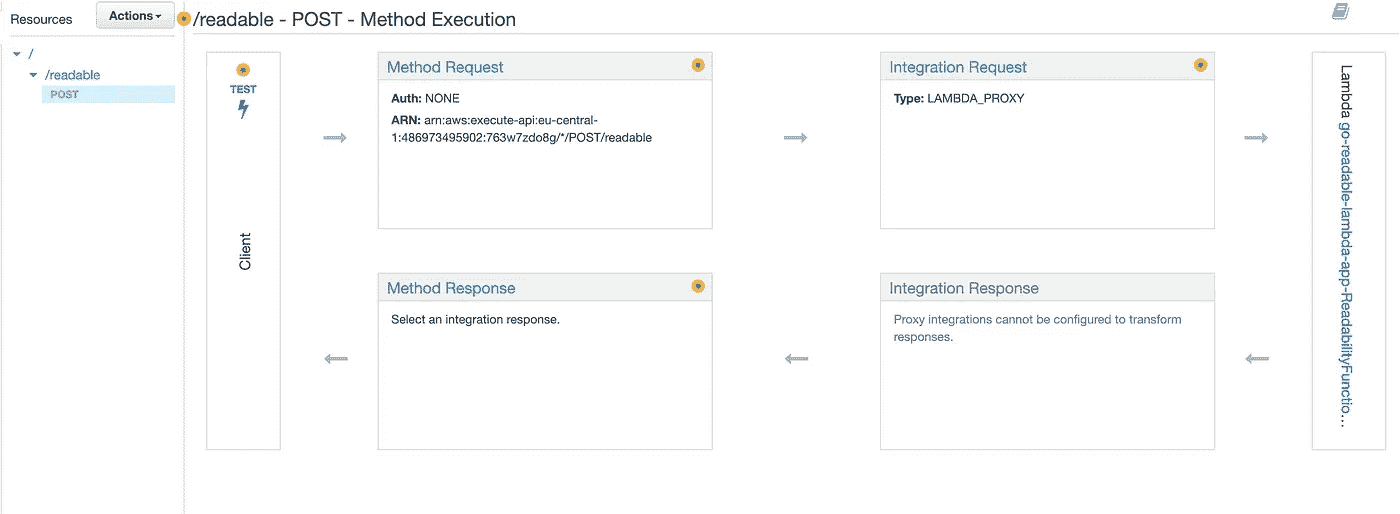 Resources
Actions
/readable - POST - Method Execution
/
/readable
POST
TEST
Client
Method Request
Auth: NONE
ARN: arn:aws:execute-api:eu-central-
1:486973495902:763w7zdo8g/*/POST/readable
Integration Request
Type: LAMBDA_PROXY
Lambda go-readable-lambda-app-ReadabilityFunctio...
Method Response
Select an integration response.
Integration Response
Proxy integrations cannot be configured to transform
responses.